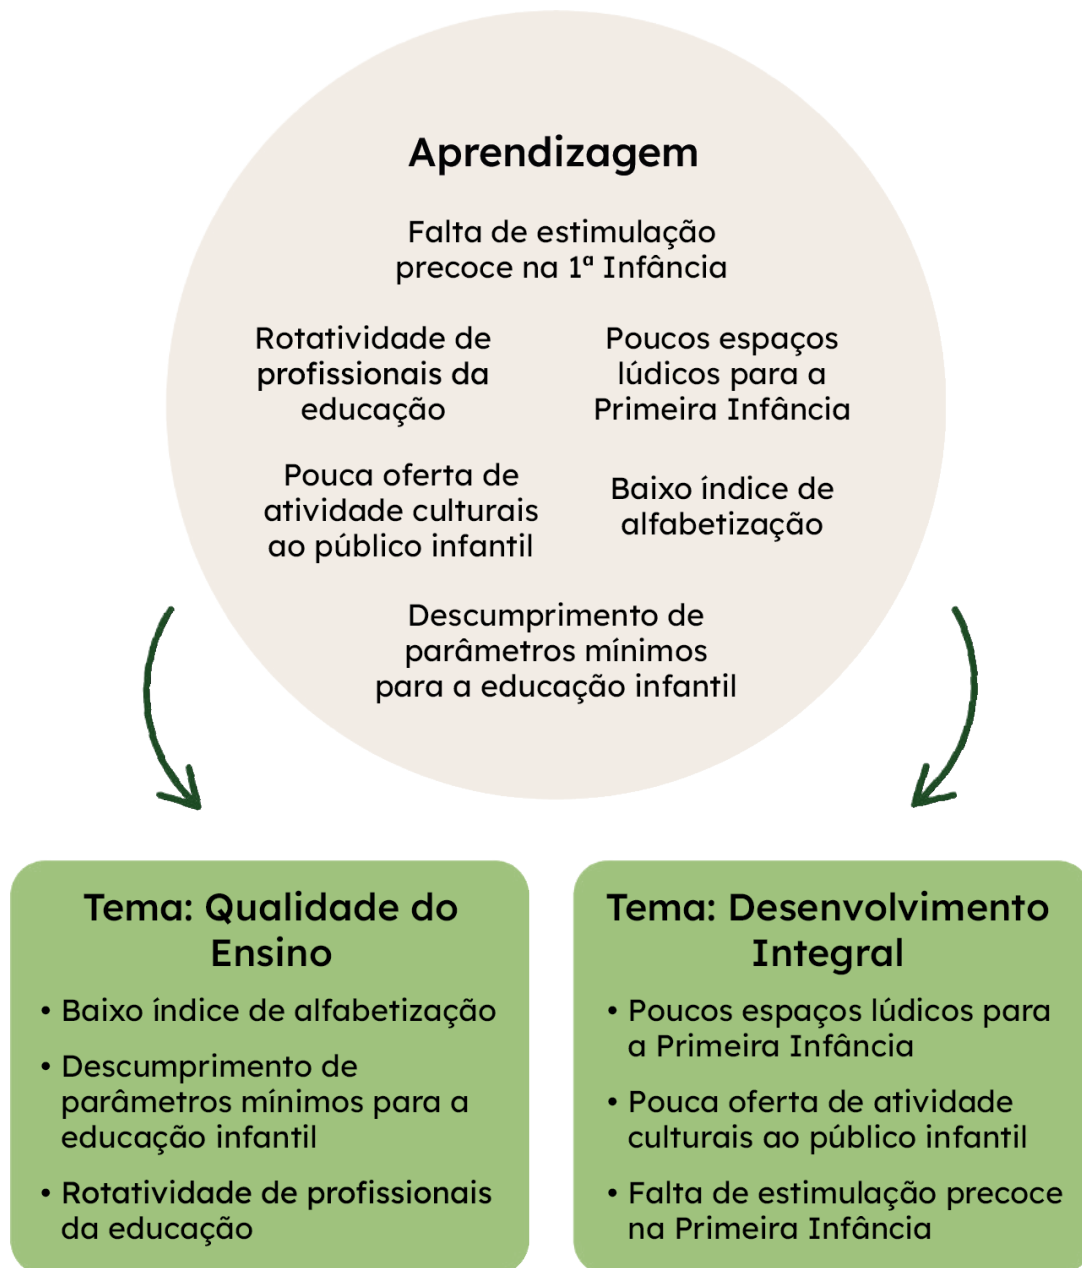 Aprendizagem
Falta de estimulação
precoce na 1ª Infância
Rotatividade de
profissionais da
educação
Poucos espaços
lúdicos para a
Primeira Infância
Pouca oferta de
atividade culturais
ao público infantil
Baixo índice de
alfabetização
Descumprimento de
parâmetros mínimos
para a educação infantil
Tema: Qualidade do
Ensino
• Baixo índice de alfabetização
• Descumprimento de
parâmetros mínimos para a
educação infantil
• Rotatividade de profissionais
da educação
Tema: Desenvolvimento
Integral
• Poucos espaços lúdicos para
a Primeira Infância
• Pouca oferta de atividade
culturais ao público infantil
• Falta de estimulação precoce
na Primeira Infância